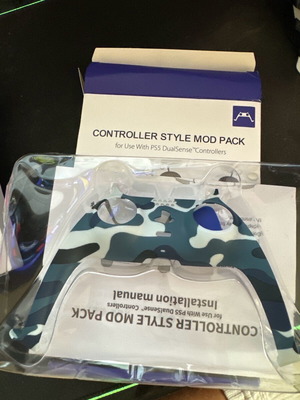 CONTROLLER STYLE MOD PACK
for Use With PS5 DualSense™Controllers
CONTROLLER STYLE MOD PACK
for Use With PS5 DualSense™ Controllers
Installation manual